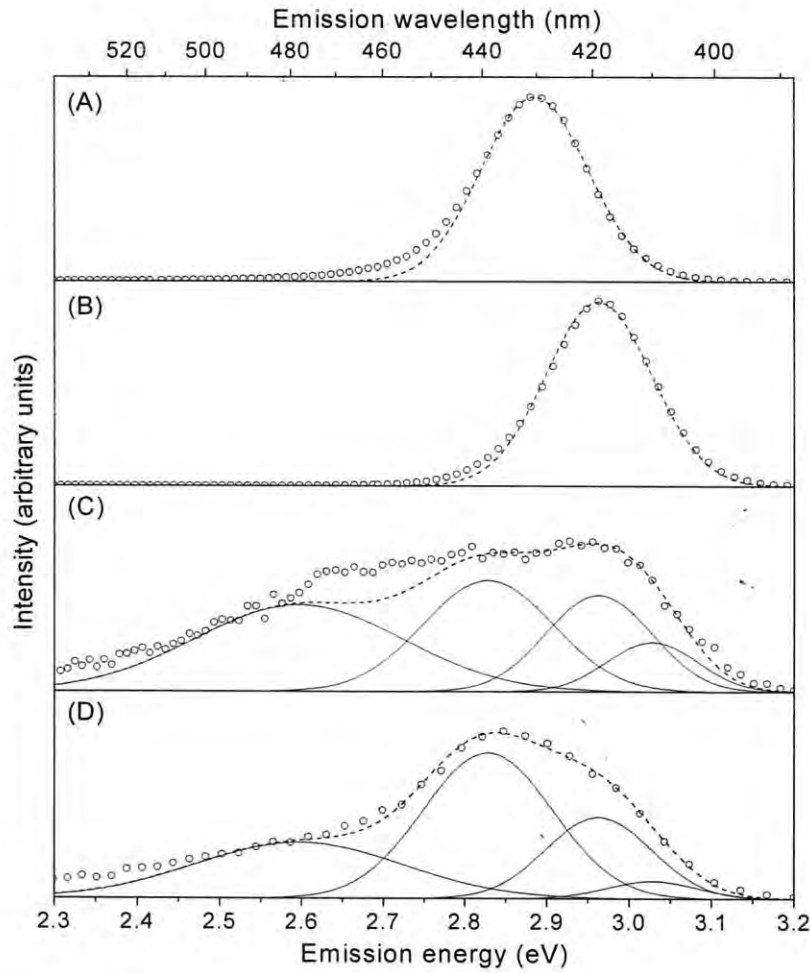 Emission wavelength (nm)
520 500 480 460 440 420 400
(A)
(B)
(C)
(D)
Intensity (arbitrary units)
2.3 2.4 2.5 2.6 2.7 2.8 2.9 3.0 3.1 3.2
Emission energy (eV)